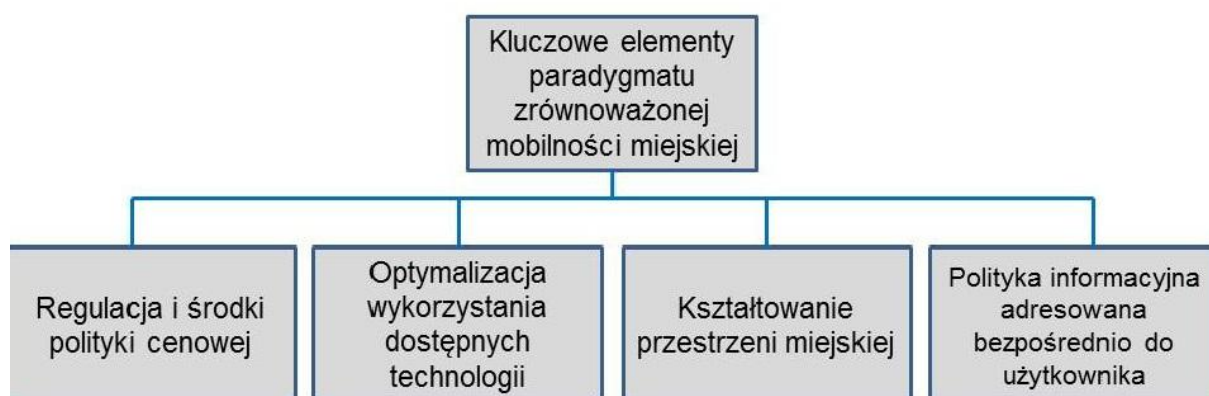 Kluczowe elementy
paradygmatu
zrównoważonej
mobilności miejskiej
Regulacja i środki
polityki cenowej
Optymalizacja
wykorzystania
dostępnych
technologii
Kształtowanie
przestrzeni miejskiej
Polityka informacyjna
adresowana
bezpośrednio do
użytkownika